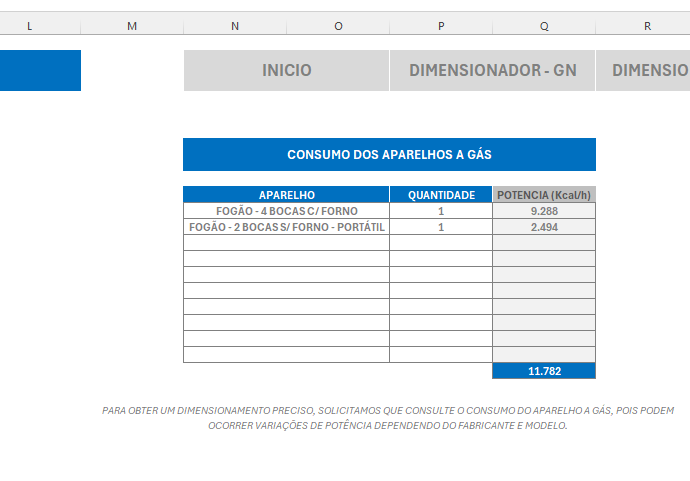 L M N O P Q R
INICIO DIMENSIONADOR - GN DIMENSIO
CONSUMO DOS APARELHOS A GÁS
APARELHO QUANTIDADE POTENCIA (Kcal/h)
FOGÃO - 4 BOCAS C/ FORNO 1 9.288
FOGÃO - 2 BOCAS S/ FORNO - PORTÁTIL 1 2.494
11.782
PARA OBTER UM DIMENSIONAMENTO PRECISO, SOLICITAMOS QUE CONSULTE O CONSUMO DO APARELHO A GÁS, POIS PODEM
OCORRER VARIAÇÕES DE POTÊNCIA DEPENDENDO DO FABRICANTE E MODELO.